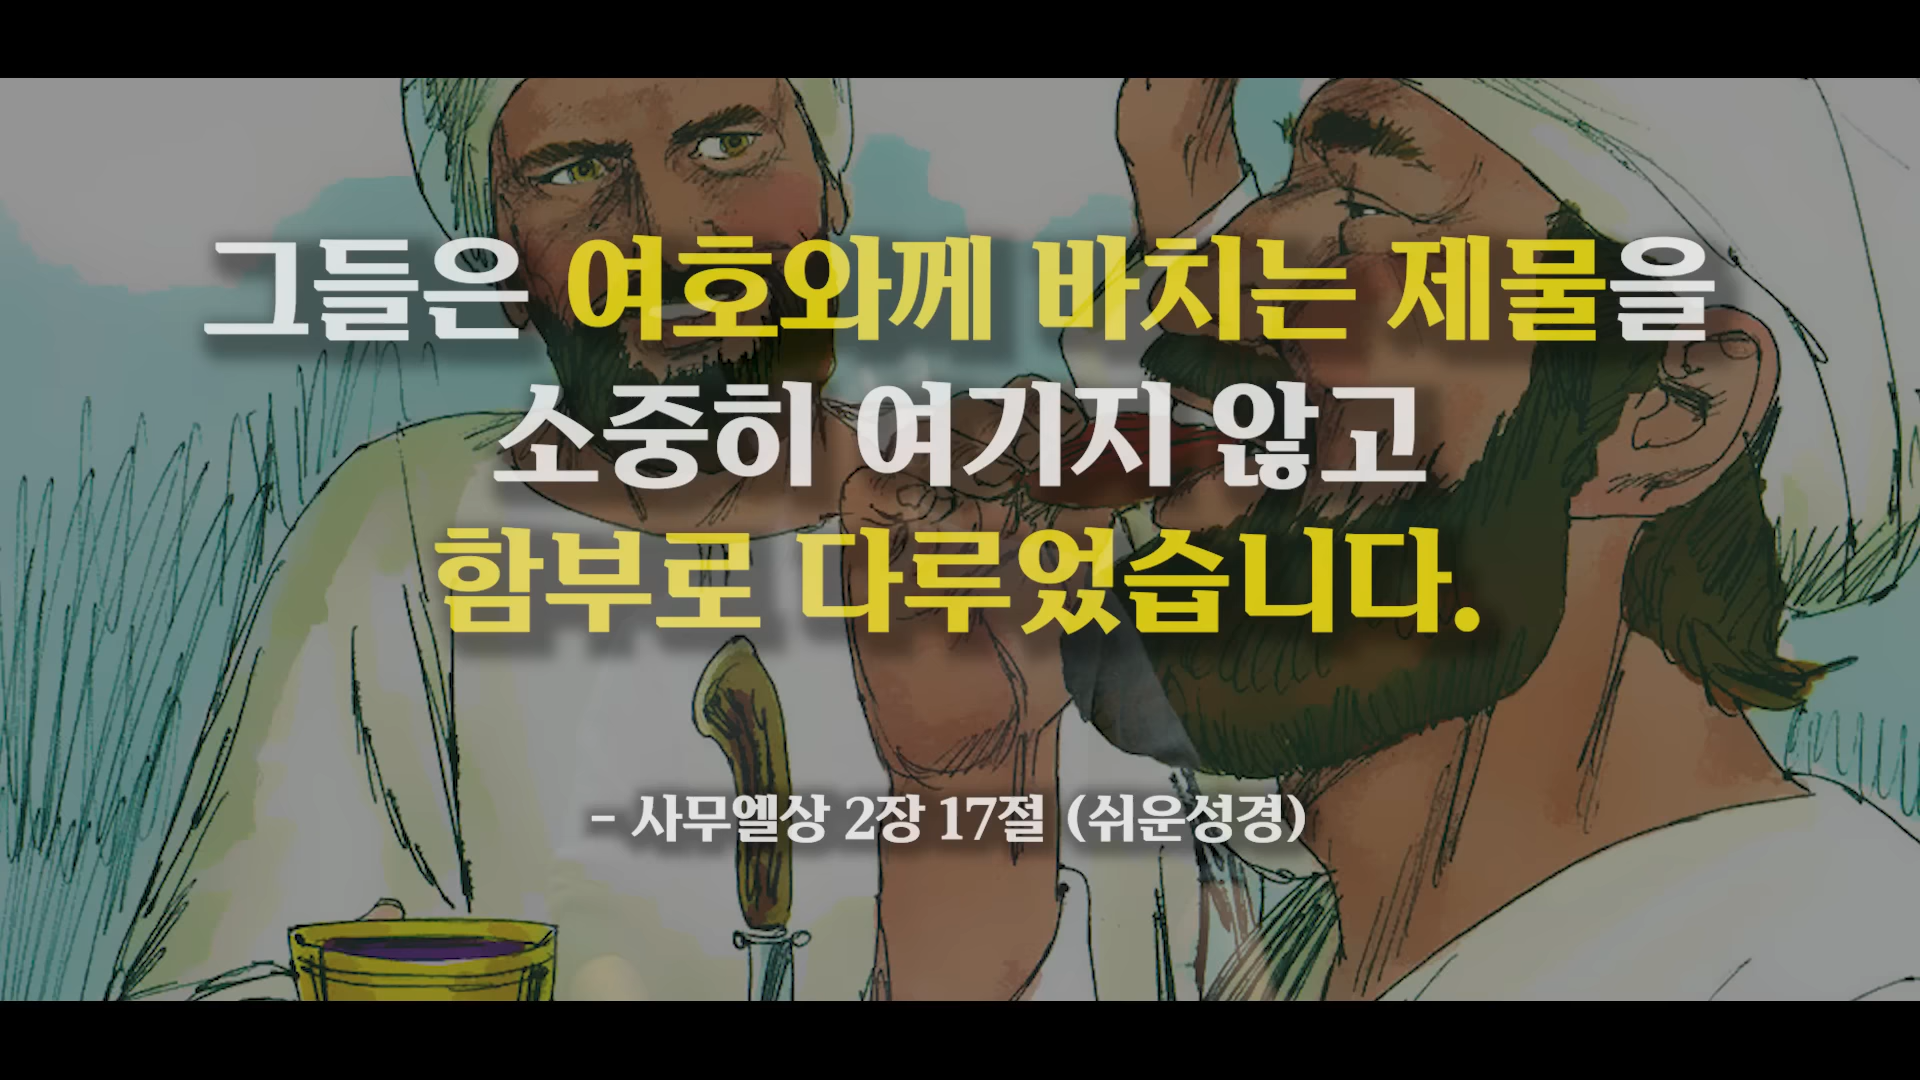 그들은 여호와께 바치는 제물을
소중히 여기지 않고
함부로 다루었습니다.
- 사무엘상 2장 17절 (쉬운성경)